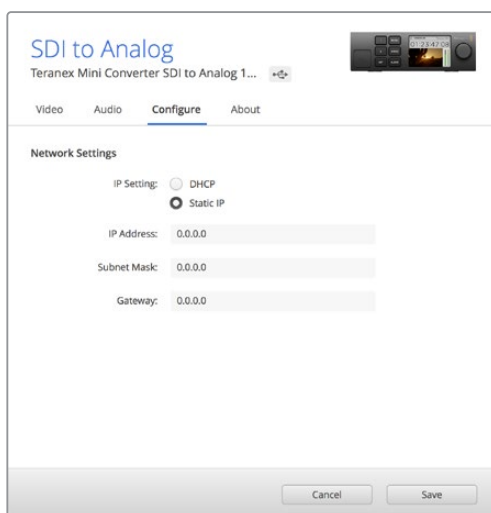 SDI to Analog
Teranex Mini Converter SDI to Analog 1...
Video Audio Configure About
Network Settings
IP Setting: DHCP
Static IP
IP Address: 0.0.0.0
Subnet Mask: 0.0.0.0
Gateway: 0.0.0.0
Cancel Save